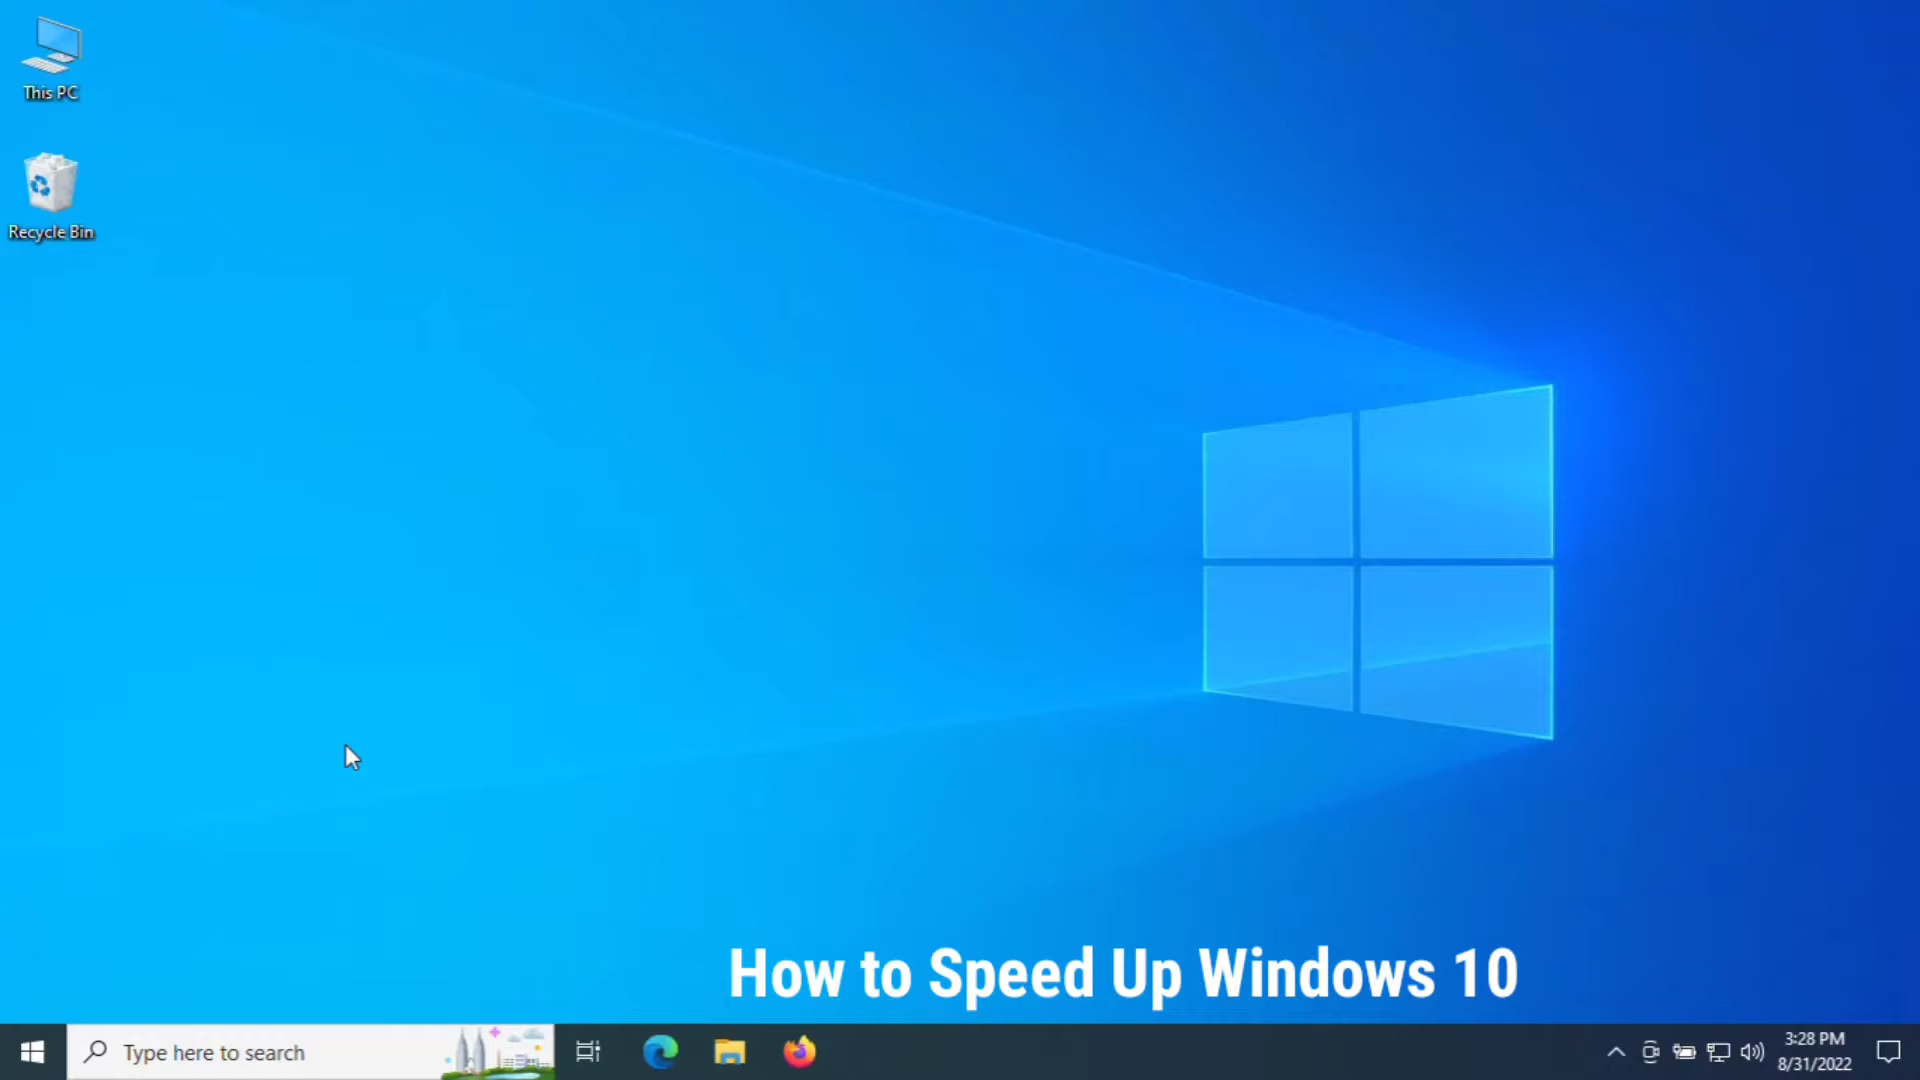 This PC
Recycle Bin
How to Speed Up Windows 10
Type here to search
3:28 PM
8/31/2022